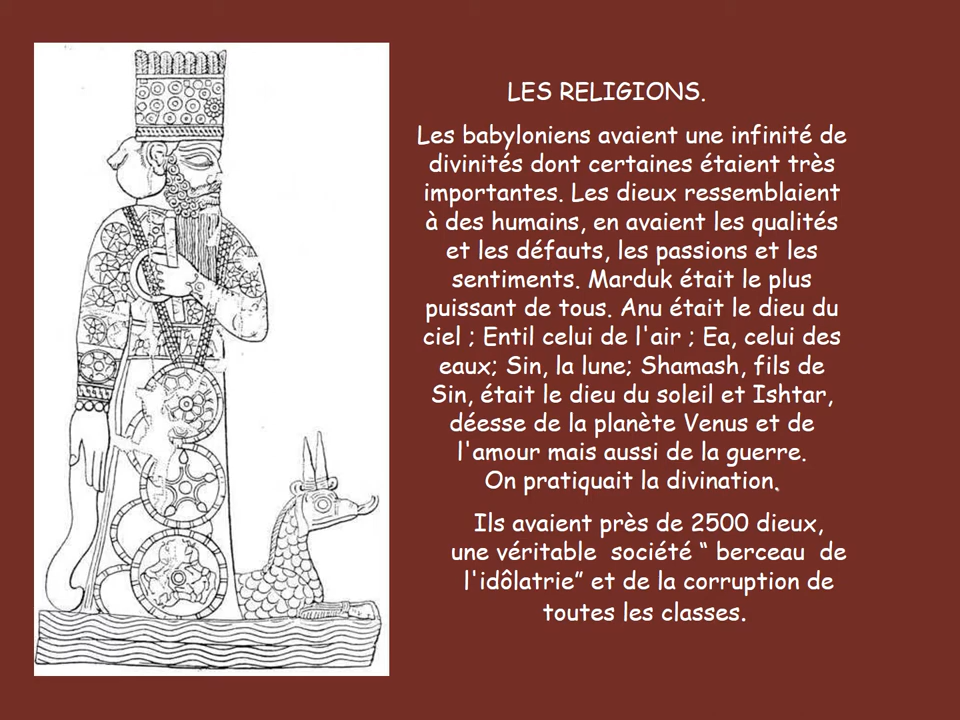 LES RELIGIONS.
Les babyloniens avaient une infinité de
divinités dont certaines étaient très
importantes. Les dieux ressemblaient
à des humains, en avaient les qualités
et les défauts, les passions et les
sentiments. Marduk était le plus
puissant de tous. Anu était le dieu du
ciel ; Entil celui de l'air ; Ea, celui des
eaux; Sin, la lune; Shamash, fils de
Sin, était le dieu du soleil et Ishtar,
déesse de la planète Venus et de
l'amour mais aussi de la guerre.
On pratiquait la divination.
Ils avaient près de 2500 dieux,
une véritable société “ berceau de
l'idôlatrie” et de la corruption de
toutes les classes.